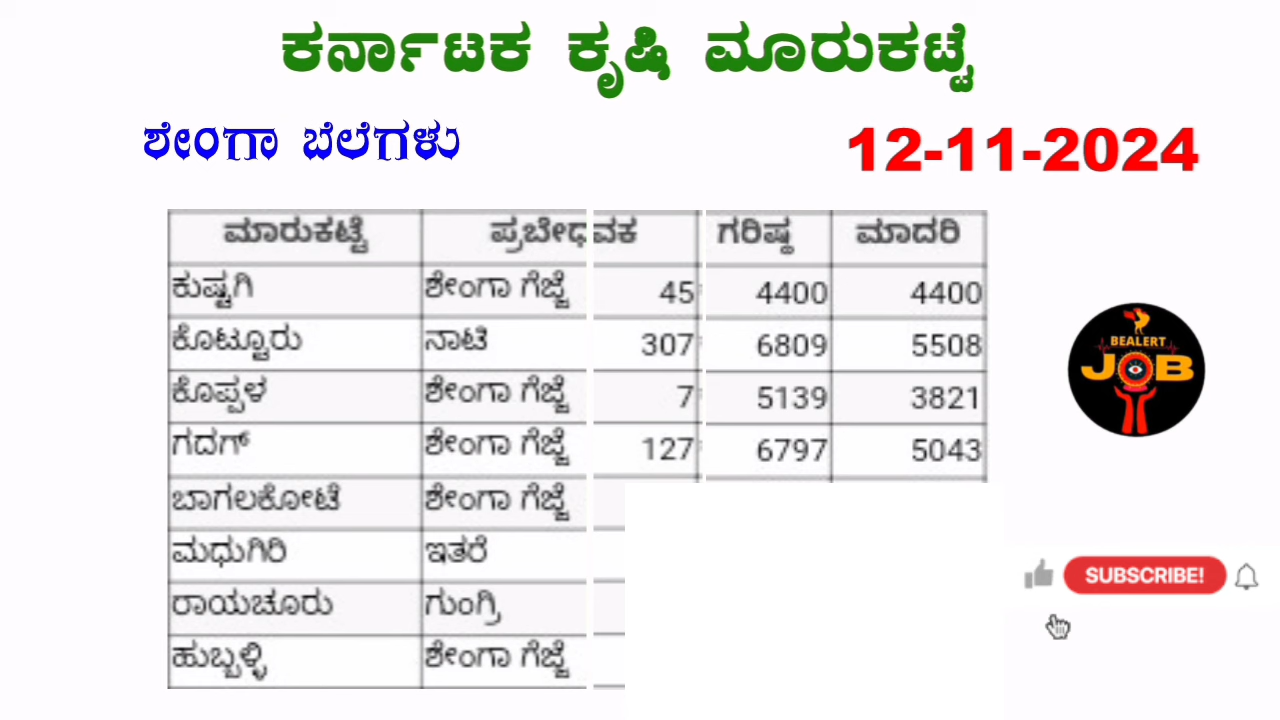 ಕರ್ನಾಟಕ ಕೃಷಿ ಮಾರುಕಟ್ಟೆ
ಶೇಂಗಾ ಬೆಲೆಗಳು 12-11-2024
ಮಾರುಕಟ್ಟೆ ಪ್ರಬೇಧ ವಕ ಗರಿಷ್ಠ ಮಾದರಿ
ಕುಷ್ಟಗಿ ಶೇಂಗಾ ಗೆಜ್ಜೆ 45 4400 4400
ಕೊಟ್ಟೂರು ನಾಟಿ 307 6809 5508
ಕೊಪ್ಪಳ ಶೇಂಗಾ ಗೆಜ್ಜೆ 7 5139 3821
ಗದಗ್ ಶೇಂಗಾ ಗೆಜ್ಜೆ 127 6797 5043
ಬಾಗಲಕೋಟೆ ಶೇಂಗಾ ಗೆಜ್ಜೆ
ಮಧುಗಿರಿ ಇತರೆ
ರಾಯಚೂರು ಗುಂಗ್ರಿ
ಹುಬ್ಬಳ್ಳಿ ಶೇಂಗಾ ಗೆಜ್ಜೆ
BEALERT
JOB
SUBSCRIBE!